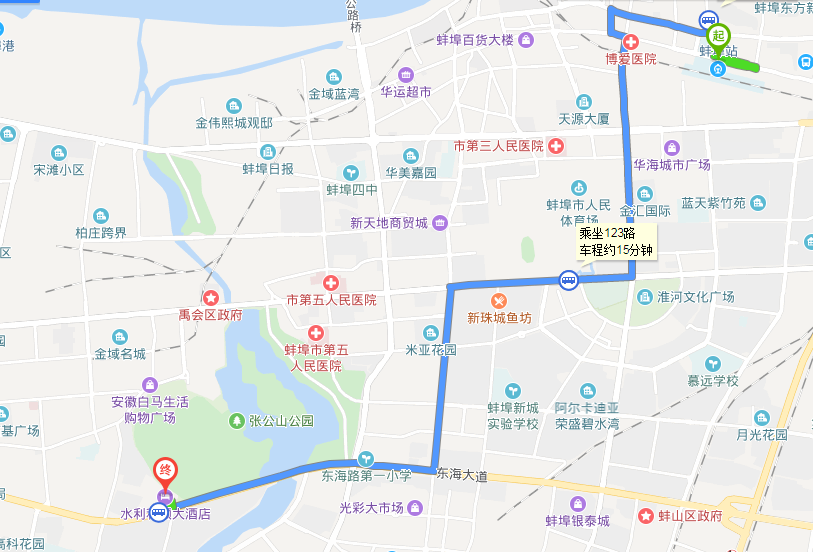 公
路
桥
蚌埠东方新
蚌埠百货大楼
起
蚌埠站
博爱医院
港
金域蓝湾
华运超市
金伟熙城观邸
天源大厦
宋滩小区
蚌埠日报
市第三人民医院
华海城市广场
华美嘉园
蚌埠四中
蚌埠市人民
体育场
金汇国际
蓝天紫竹苑
柏庄跨界
新天地商贸城
乘坐123路
车程约15分钟
区
市第五人民医院
淮河文化广场
禹会区政府
新珠城鱼坊
金域名城
蚌埠市第五
人民医院
米亚花园
慕远学校
安徽白马生活
购物广场
蚌埠新城
实验学校
阿尔卡迪亚
荣盛碧水湾
基广场
张公山公园
月光花园
终
东海路第一小学
东海大道
局
水利
大酒店
光彩大市场
蚌埠银泰城
蚌山区政府
高科花园